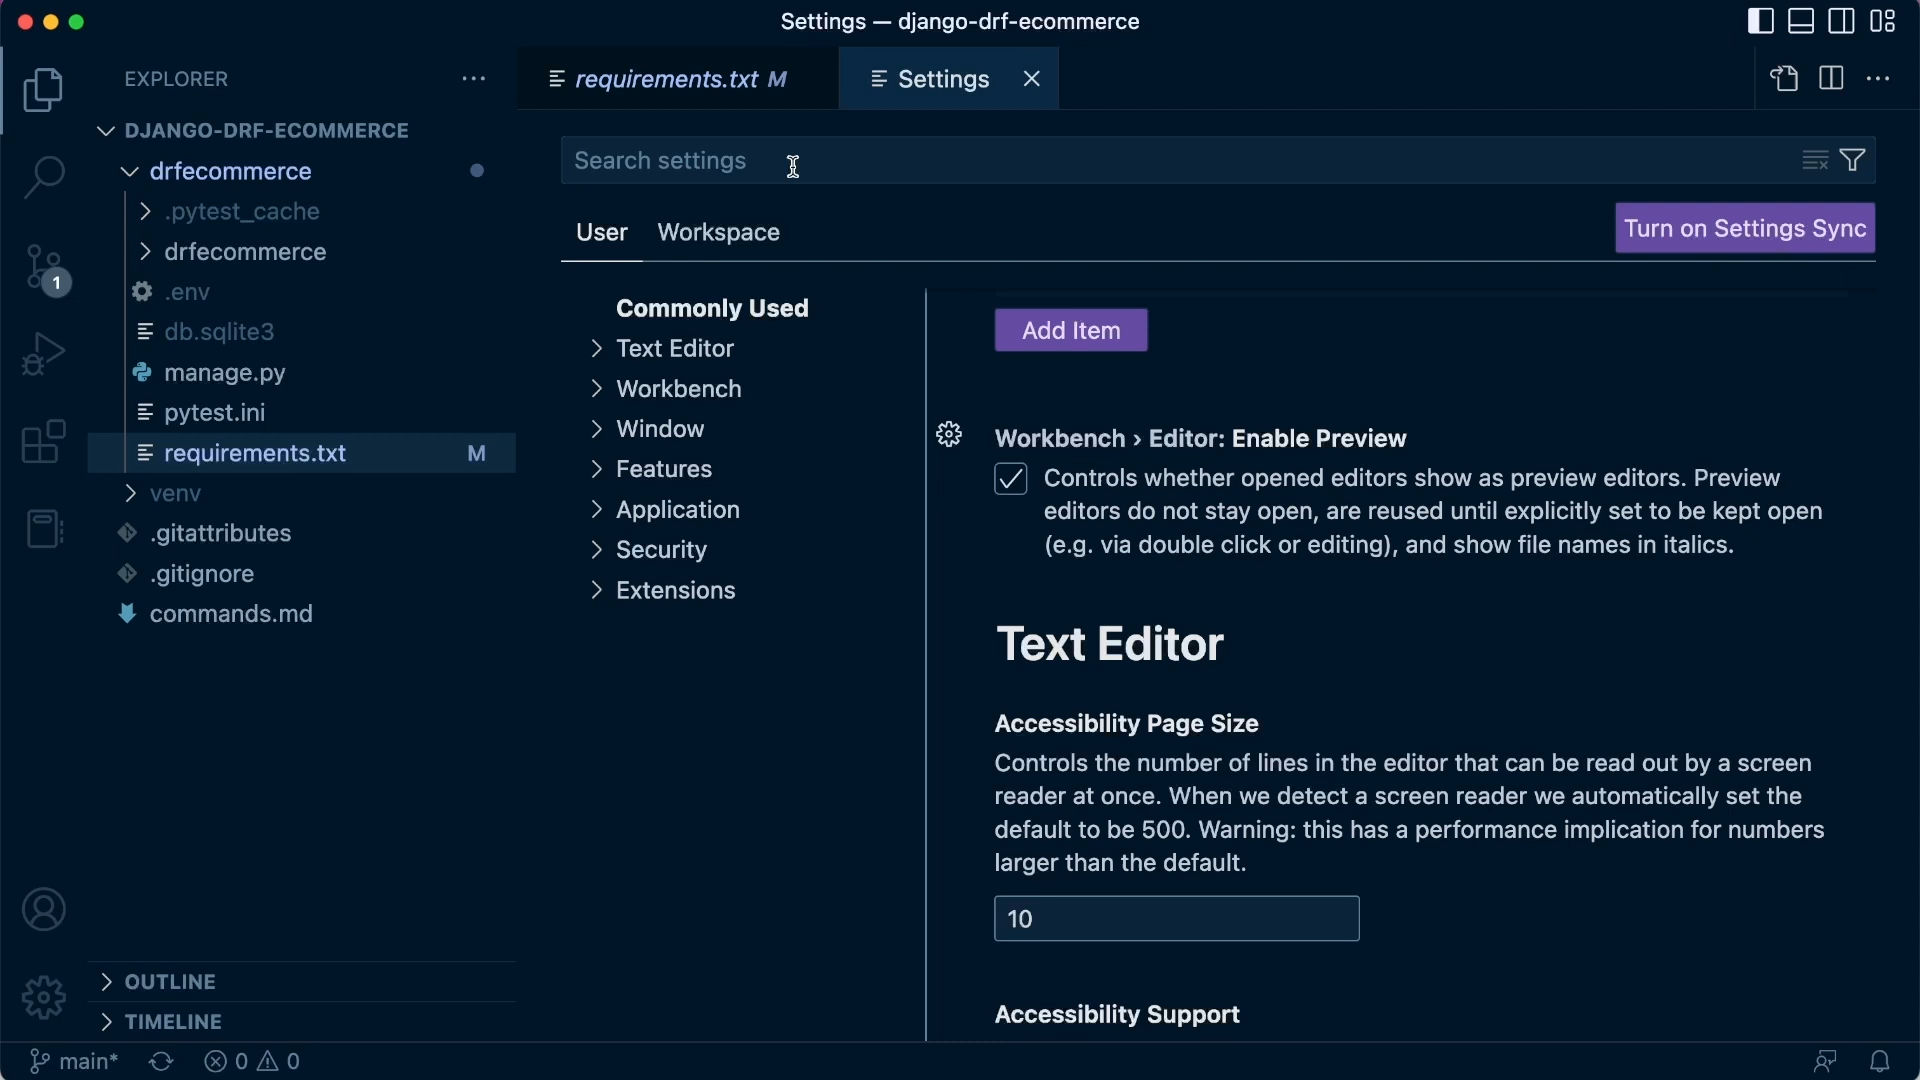 Settings — django-drf-ecommerce
EXPLORER
DJANGO-DRF-ECOMMERCE
drfecommerce
.pytest_cache
drfecommerce
.env
db.sqlite3
manage.py
pytest.ini
requirements.txt M
venv
.gitattributes
.gitignore
commands.md
OUTLINE
TIMELINE
1
requirements.txt M
Settings
Search settings
User Workspace
Turn on Settings Sync
Commonly Used
Text Editor
Workbench
Window
Features
Application
Security
Extensions
Add Item
Workbench › Editor: Enable Preview
Controls whether opened editors show as preview editors. Preview
editors do not stay open, are reused until explicitly set to be kept open
(e.g. via double click or editing), and show file names in italics.
Text Editor
Accessibility Page Size
Controls the number of lines in the editor that can be read out by a screen
reader at once. When we detect a screen reader we automatically set the
default to be 500. Warning: this has a performance implication for numbers
larger than the default.
10
Accessibility Support
main* 0 0